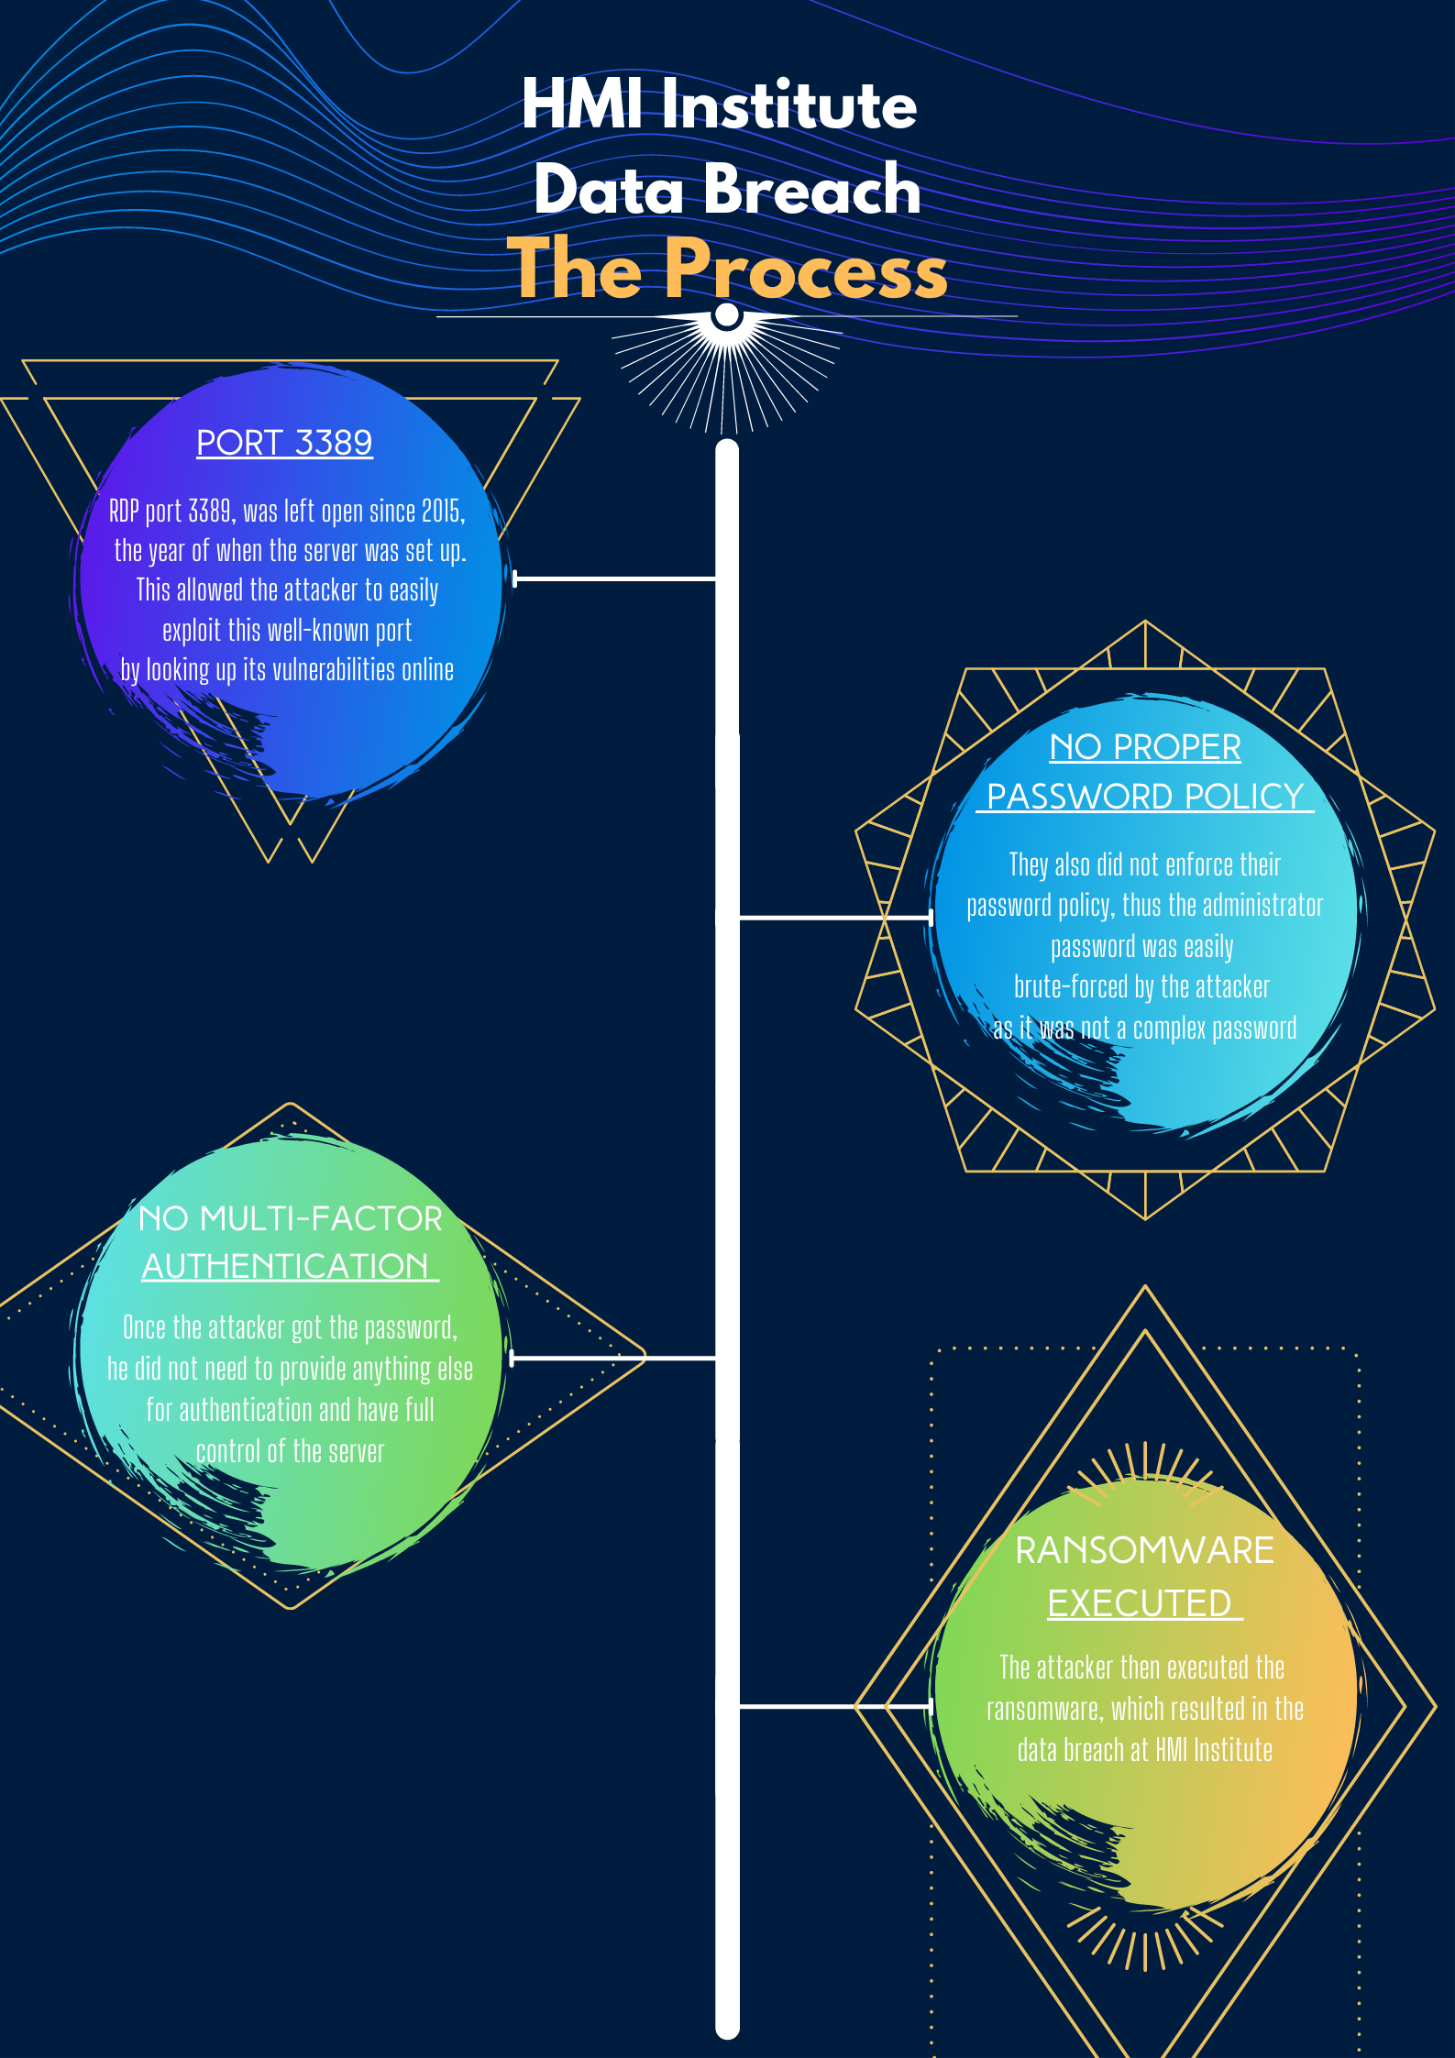 HMI Institute
Data Breach
The Process
PORT 3389
RDP port 3389, was left open since 2015,
the year of when the server was set up.
This allowed the attacker to easily
exploit this well-known port
by looking up its vulnerabilities online
NO PROPER
PASSWORD POLICY
They also did not enforce their
password policy, thus the administrator
password was easily
brute-forced by the attacker
as it was not a complex password
NO MULTI-FACTOR
AUTHENTICATION
Once the attacker got the password,
he did not need to provide anything else
for authentication and have full
control of the server
RANSOMWARE
EXECUTED
The attacker then executed the
ransomware, which resulted in the
data breach at HMI Institute